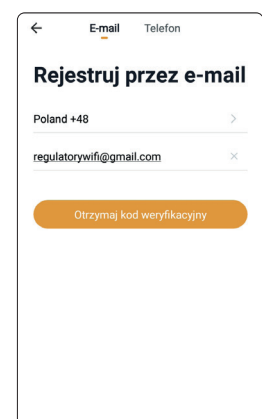 E-mail Telefon
Rejestruj przez e-mail
Poland +48
regulatorywifi@gmail.com
Otrzymaj kod weryfikacyjny